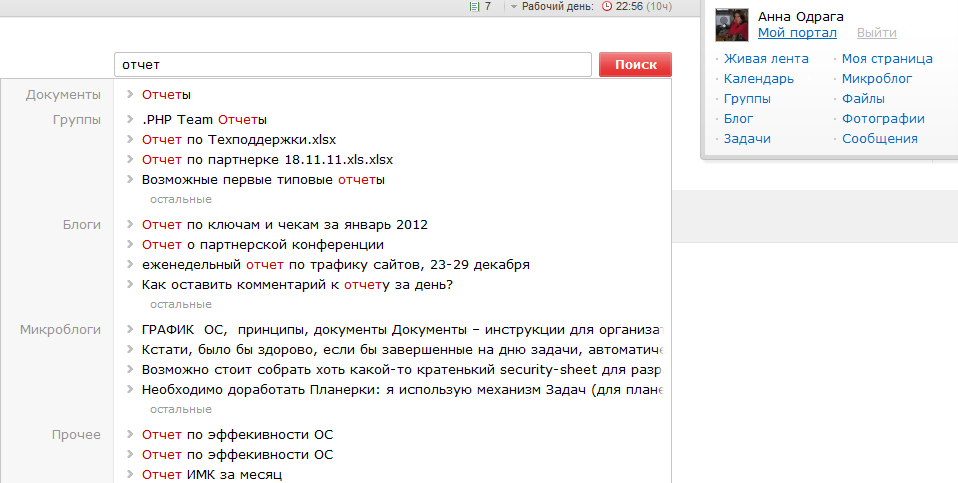 7 Рабочий день: 22:56 (10ч)
Анна Одрага
Мой портал Выйти
Живая лента Моя страница
Календарь Микроблог
Группы Файлы
Блог Фотографии
Задачи Сообщения
отчет Поиск
Документы Отчеты
Группы .PHP Team Отчеты
Отчет по Техподдержки.xlsx
Отчет по партнерке 18.11.11.xls.xlsx
Возможные первые типовые отчеты
остальные
Блоги Отчет по ключам и чекам за январь 2012
Отчет о партнерской конференции
еженедельный отчет по трафику сайтов, 23-29 декабря
Как оставить комментарий к отчету за день?
остальные
Микроблоги ГРАФИК ОС, принципы, документы Документы – инструкции для организат
Кстати, было бы здорово, если бы завершенные на дню задачи, автоматиче
Возможно стоит собрать хоть какой-то кратенький security-sheet для разр
Необходимо доработать Планерки: я использую механизм Задач (для плане
остальные
Прочее Отчет по эффекивности ОС
Отчет по эффекивности ОС
Отчет ИМК за месяц